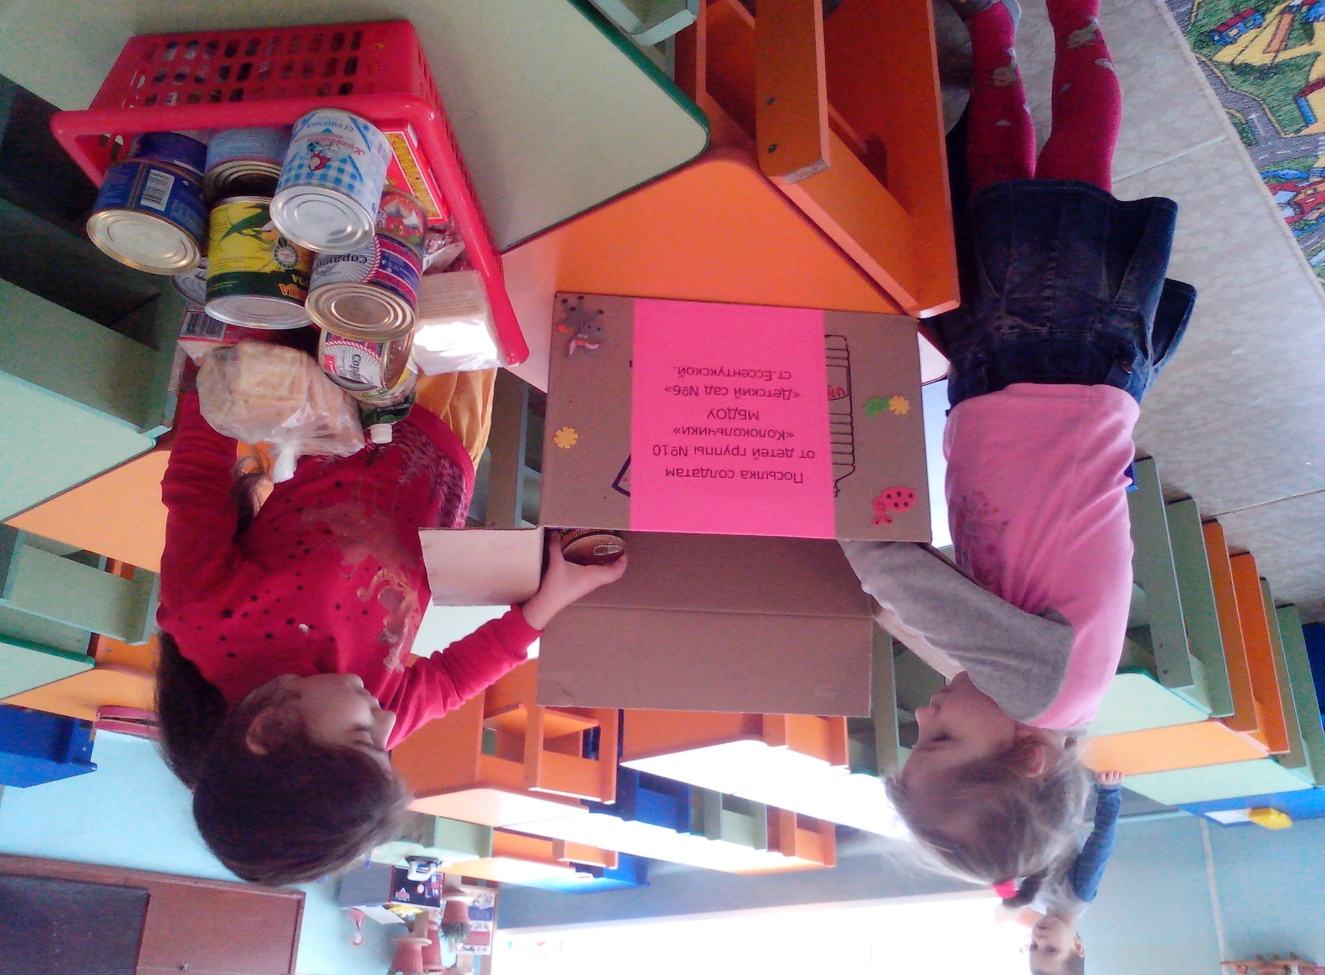 Посылка солдатам
от детей группы №10
«Колокольчики»
МБДОУ
«Детский сад №6»
ст.Ессентукской.